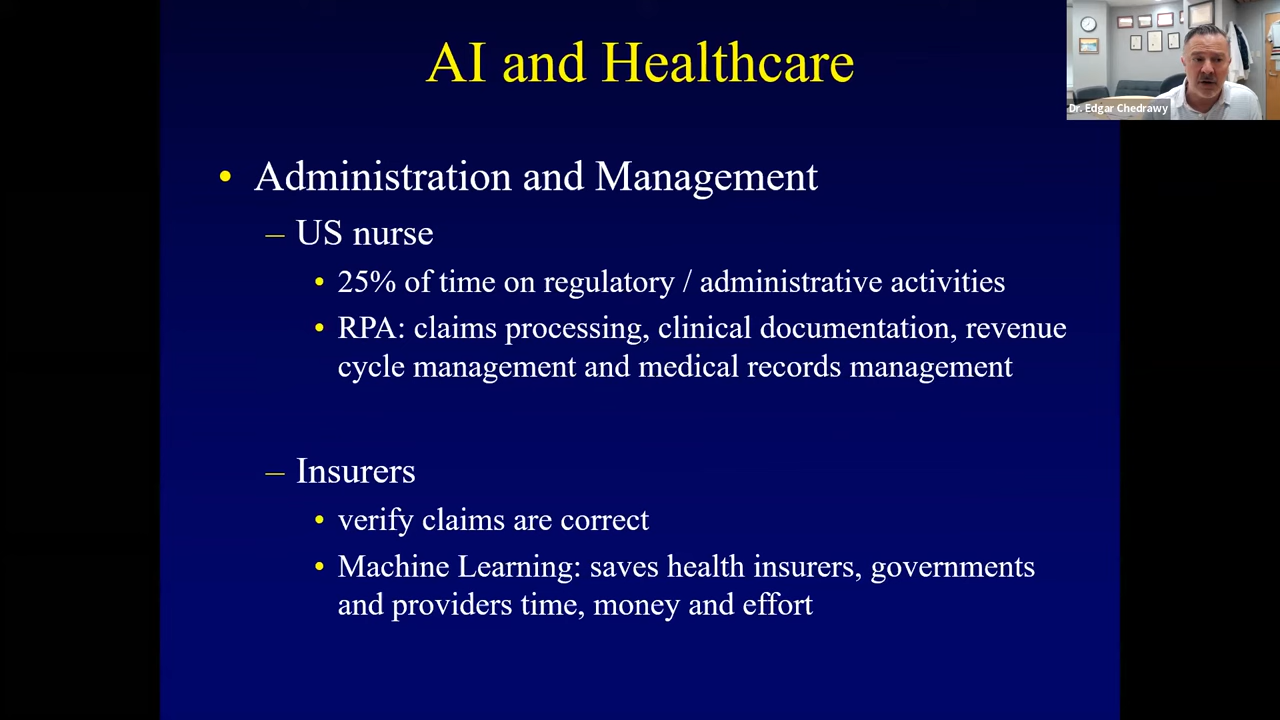 AI and Healthcare
Dr. Edgar Chedrawy
• Administration and Management
– US nurse
• 25% of time on regulatory / administrative activities
• RPA: claims processing, clinical documentation, revenue
cycle management and medical records management
– Insurers
• verify claims are correct
• Machine Learning: saves health insurers, governments
and providers time, money and effort